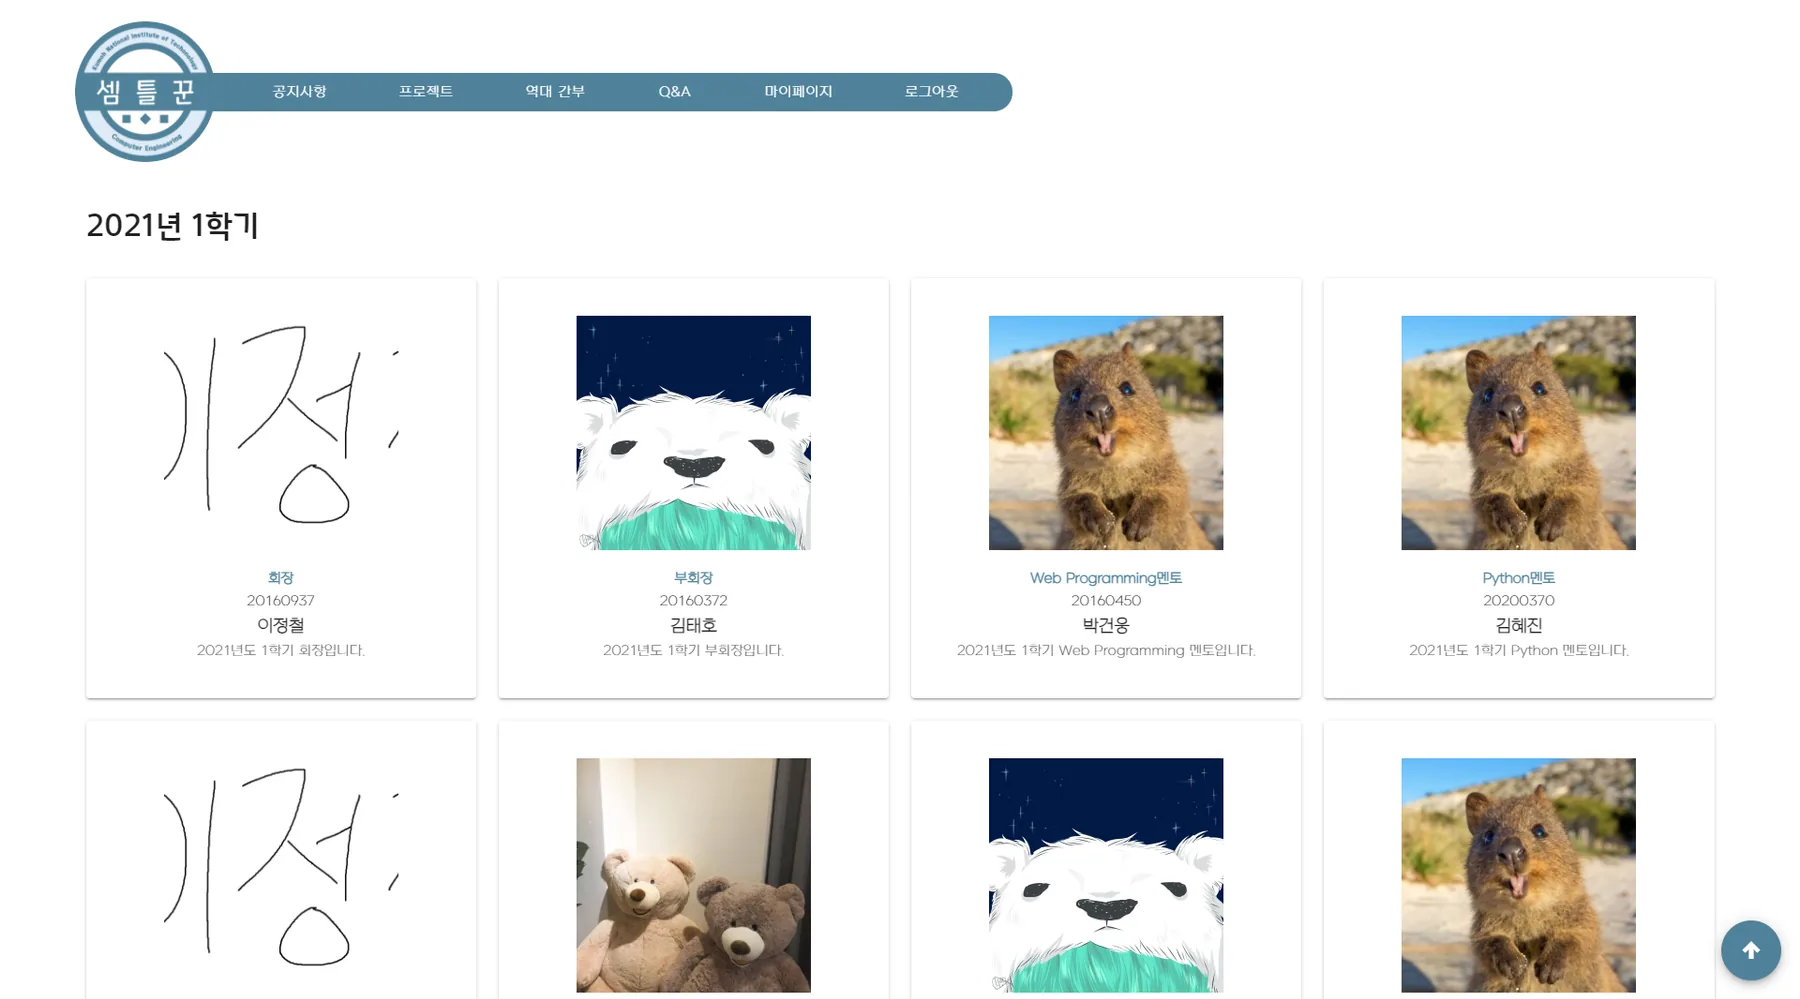 Kumoh National Institute of Technology
셈틀꾼
Computer Engineering
공지사항 프로젝트 역대 간부 Q&A 마이페이지 로그아웃
2021년 1학기
회장
20160937
이정철
2021년도 1학기 회장입니다.
부회장
20160372
김태호
2021년도 1학기 부회장입니다.
Web Programming멘토
20160450
박건웅
2021년도 1학기 Web Programming 멘토입니다.
Python멘토
20200370
김혜진
2021년도 1학기 Python 멘토입니다.